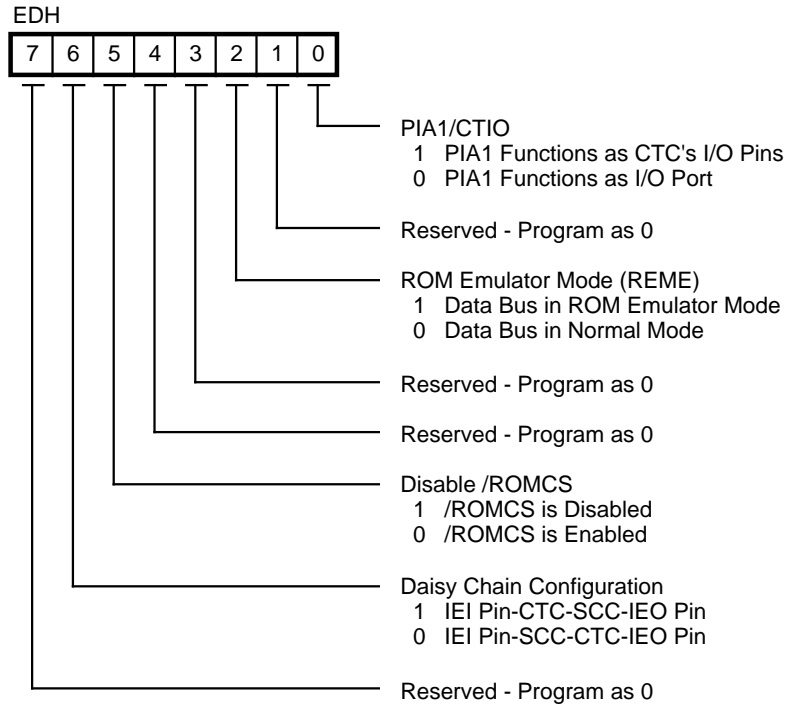 EDH
7 6 5 4 3 2 1 0
PIA1/CTIO
1 PIA1 Functions as CTC's I/O Pins
0 PIA1 Functions as I/O Port
Reserved - Program as 0
ROM Emulator Mode (REME)
1 Data Bus in ROM Emulator Mode
0 Data Bus in Normal Mode
Reserved - Program as 0
Reserved - Program as 0
Disable /ROMCS
1 /ROMCS is Disabled
0 /ROMCS is Enabled
Daisy Chain Configuration
1 IEI Pin-CTC-SCC-IEO Pin
0 IEI Pin-SCC-CTC-IEO Pin
Reserved - Program as 0